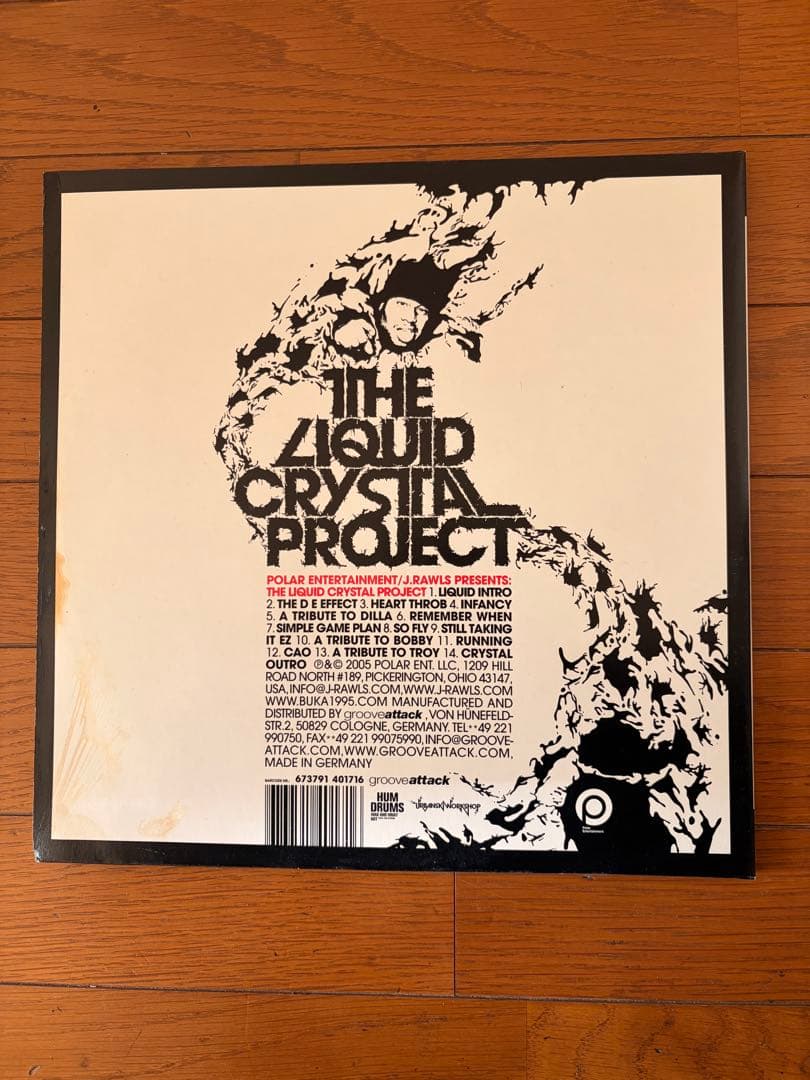 THE
LIQUID
CRYSTAL
PROJECT
POLAR ENTERTAINMENT/J.RAWLS PRESENTS:
THE LIQUID CRYSTAL PROJECT 1. LIQUID INTRO
2. THE D E EFFECT 3. HEART THROB 4. INFANCY
5. A TRIBUTE TO DILLA 6. REMEMBER WHEN
7. SIMPLE GAME PLAN 8. SO FLY 9. STILL TAKING
IT EZ 10. A TRIBUTE TO BOBBY 11. RUNNING
12. CAO 13. A TRIBUTE TO TROY 14. CRYSTAL
OUTRO ℗&© 2005 POLAR ENT. LLC, 1209 HILL
ROAD NORTH #189, PICKERINGTON, OHIO 43147,
USA, INFO@J-RAWLS.COM, WWW.J-RAWLS.COM
WWW.BUKA1995.COM MANUFACTURED AND
DISTRIBUTED BY grooveattack, VON HÜNEFELD-
STR.2, 50829 COLOGNE, GERMANY. TEL**49 221
990750, FAX**49 221 99075990, INFO@GROOVE-
ATTACK.COM, WWW.GROOVEATTACK.COM,
MADE IN GERMANY
BARCODE NR.: 673791 401716 grooveattack
HUM
DRUMS
URBANSKIWORKSHOP
Polar
Entertainment